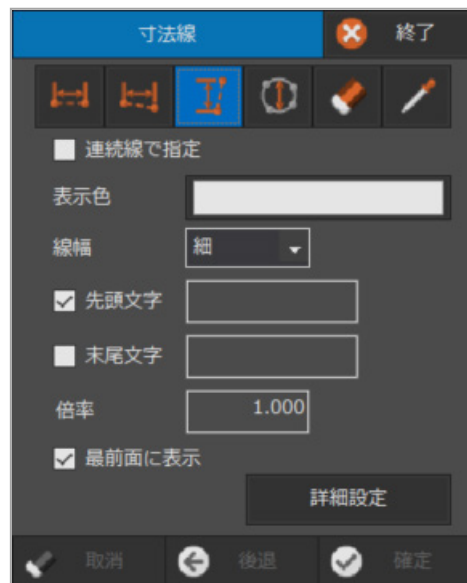 寸法線 終了
連続線で指定
表示色
線幅 細
先頭文字
末尾文字
倍率 1.000
最前面に表示
詳細設定
取消 後退 確定